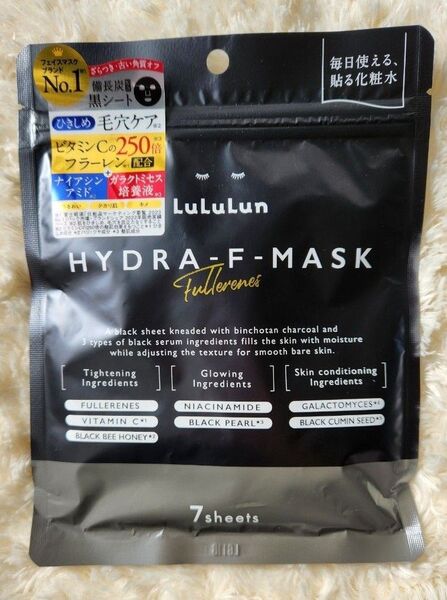 フェイスマスク
ブランド
No.1
ざらつき・古い角質オフ
備長炭
黒シート
ひきしめ 毛穴ケア
ビタミンCの250倍
フラーレン 配合
ナイアシン
アミド
+
ガラクトミセス
培養液
毎日使える、
貼る化粧水
LuLuLun
HYDRA-F-MASK
Fullerenes
A black sheet kneaded with binchotan charcoal and
3 types of black serum ingredients fills the skin with moisture
while adjusting the texture for smooth bare skin.
Tightening
Ingredients
Glowing
Ingredients
Skin conditioning
Ingredients
FULLERENES
NIACINAMIDE
GALACTOMYCES
VITAMIN C*1
BLACK PEARL*3
BLACK CUMIN SEED
BLACK BEE HONEY*2
7 sheets